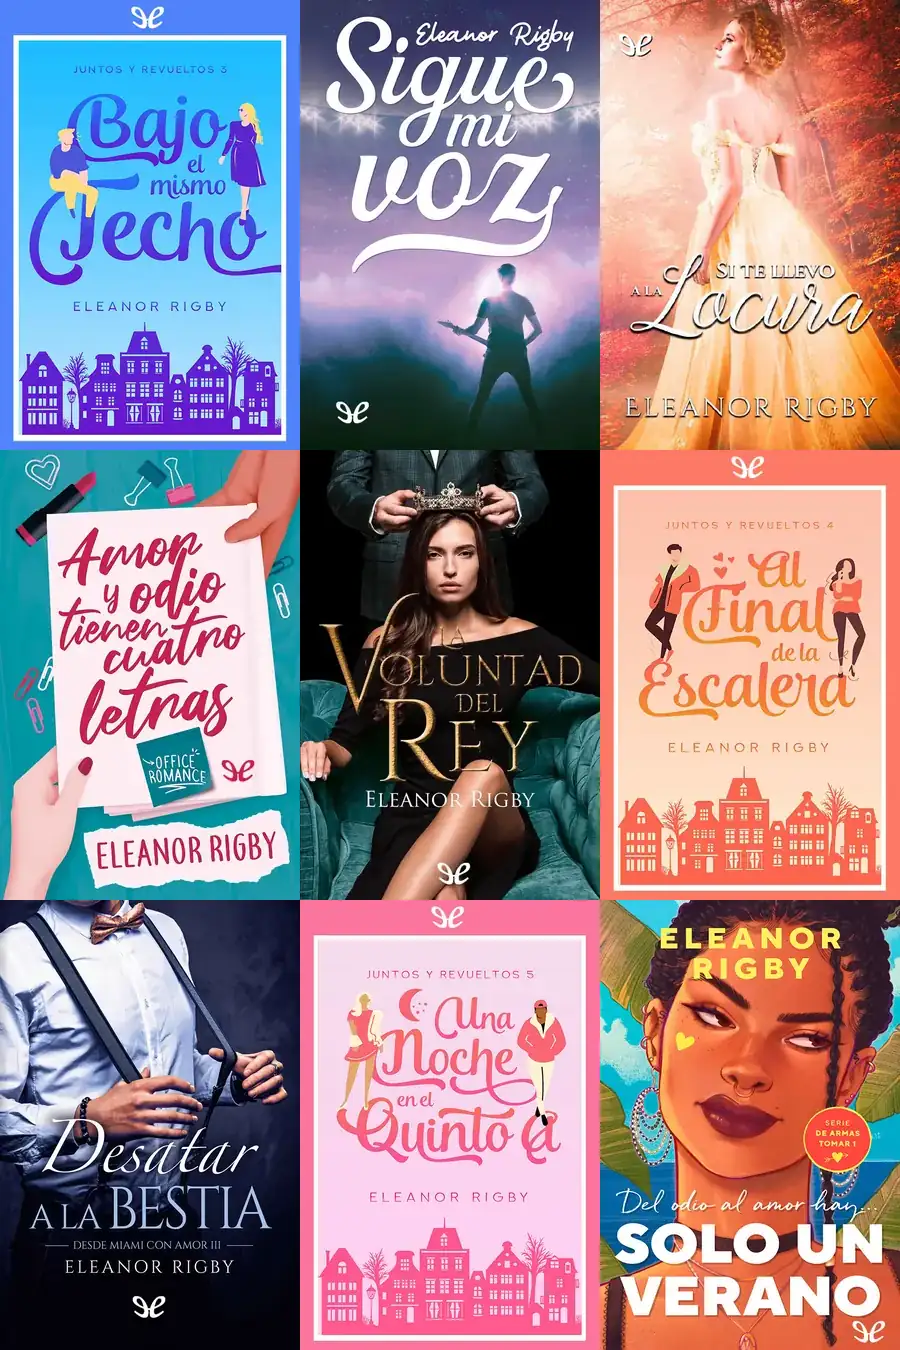 JUNTOS Y REVUELTOS 3
Bajo
el
mismo
Techo
ELEANOR RIGBY
Eleanor Rigby
Sigue
mi
voz
SI TE LLEVO
A LA
Locura
ELEANOR RIGBY
Amor
y odio
tienen
cuatro
letras
OFFICE
ROMANCE
ELEANOR RIGBY
LA
VOLUNTAD
DEL
REY
ELEANOR RIGBY
JUNTOS Y REVUELTOS 4
Al
Final
de la
Escalera
ELEANOR RIGBY
Desatar
A LA BESTIA
DESDE MIAMI CON AMOR III
ELEANOR RIGBY
JUNTOS Y REVUELTOS 5
Una
Noche
en el
Quinto A
ELEANOR RIGBY
ELEANOR
RIGBY
SERIE
DE ARMAS
TOMAR 1
Del odio al amor hay...
SOLO UN
VERANO